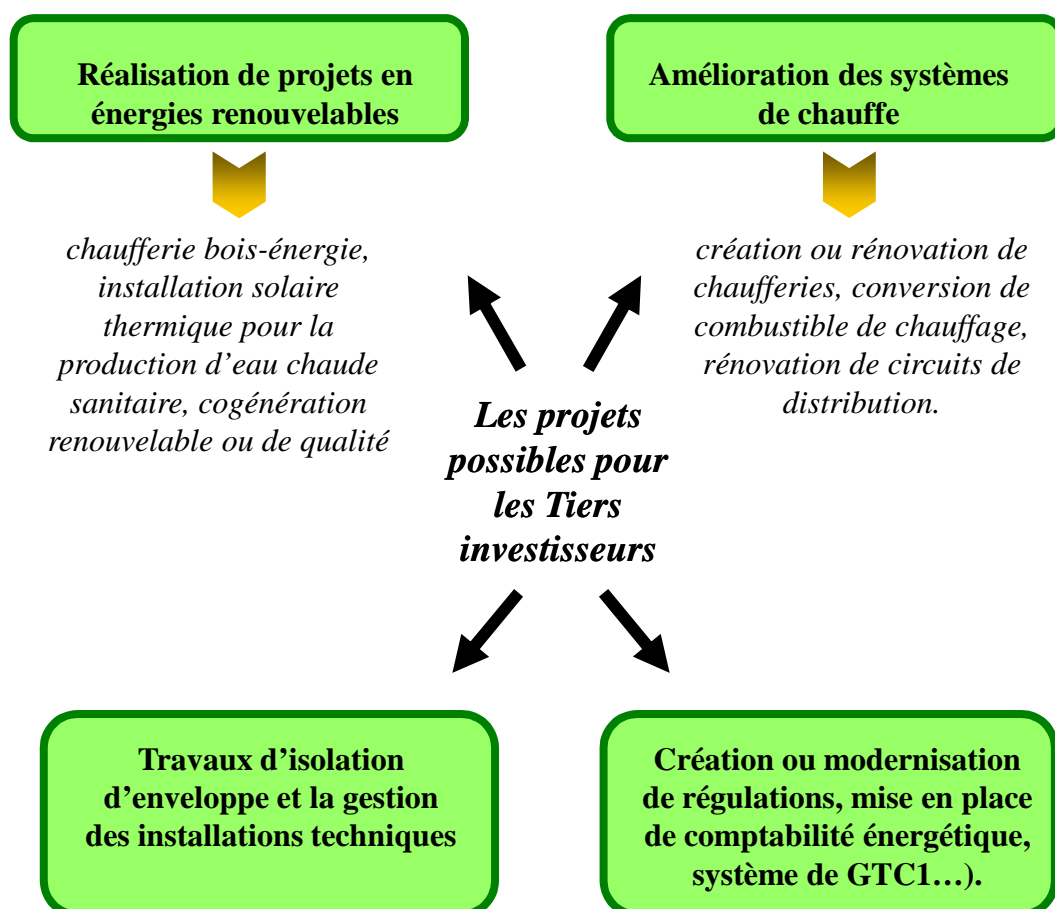 Réalisation de projets en
énergies renouvelables
Amélioration des systèmes
de chauffe
chaufferie bois-énergie,
installation solaire
thermique pour la
production d'eau chaude
sanitaire, cogénération
renouvelable ou de qualité
création ou rénovation de
chaufferies, conversion de
combustible de chauffage,
rénovation de circuits de
distribution.
Les projets
possibles pour
les Tiers
investisseurs
Travaux d'isolation
d'enveloppe et la gestion
des installations techniques
Création ou modernisation
de régulations, mise en place
de comptabilité énergétique,
système de GTC1…).